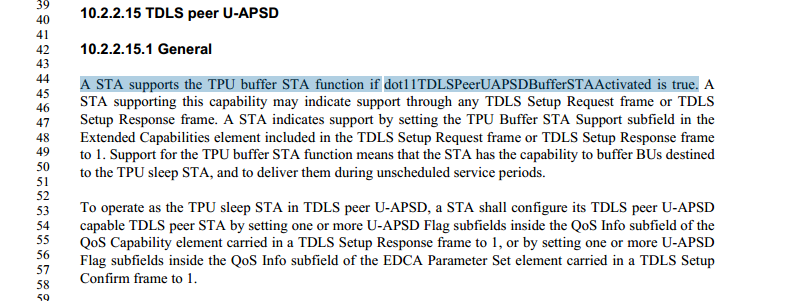 39
40 10.2.2.15 TDLS peer U-APSD
41
42 10.2.2.15.1 General
43
44 A STA supports the TPU buffer STA function if dot11TDLSPeerUAPSDBufferSTAActivated is true. A
45 STA supporting this capability may indicate support through any TDLS Setup Request frame or TDLS
46 Setup Response frame. A STA indicates support by setting the TPU Buffer STA Support subfield in the
47
48 Extended Capabilities element included in the TDLS Setup Request frame or TDLS Setup Response frame
49 to 1. Support for the TPU buffer STA function means that the STA has the capability to buffer BUs destined
50 to the TPU sleep STA, and to deliver them during unscheduled service periods.
51
52
53 To operate as the TPU sleep STA in TDLS peer U-APSD, a STA shall configure its TDLS peer U-APSD
54 capable TDLS peer STA by setting one or more U-APSD Flag subfields inside the QoS Info subfield of the
55 QoS Capability element carried in a TDLS Setup Response frame to 1, or by setting one or more U-APSD
56 Flag subfields inside the QoS Info subfield of the EDCA Parameter Set element carried in a TDLS Setup
57
58 Confirm frame to 1.
59